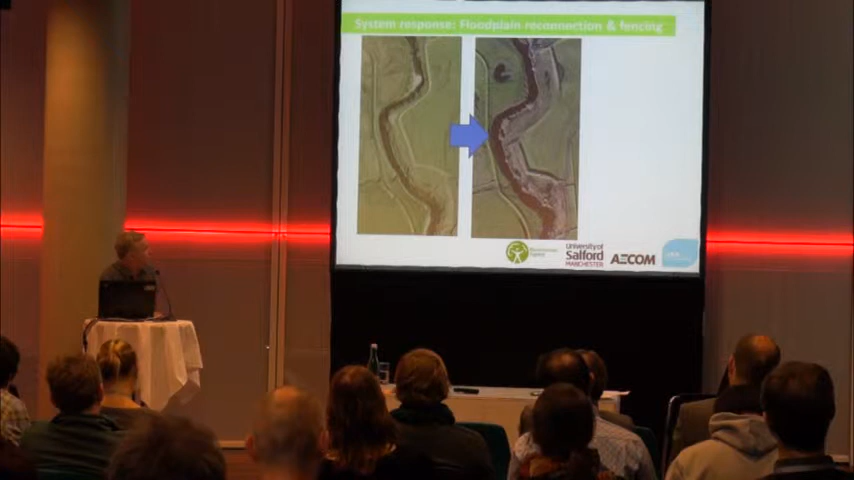 System response: Floodplain reconnection & fencing
University of
Salford
MANCHESTER
AECOM